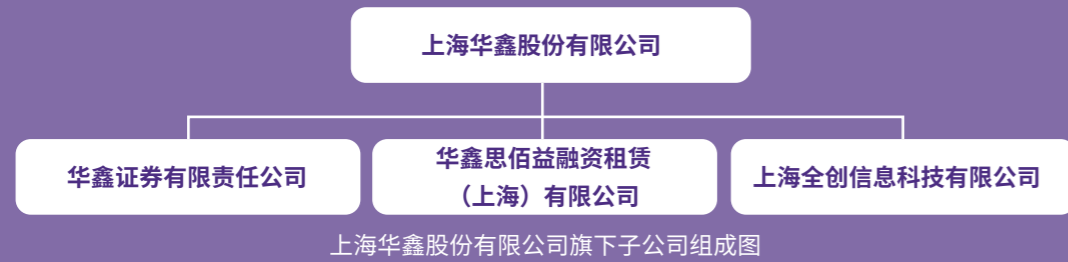 上海华鑫股份有限公司
华鑫证券有限责任公司
华鑫思佰益融资租赁
（上海）有限公司
上海全创信息科技有限公司
上海华鑫股份有限公司旗下子公司组成图